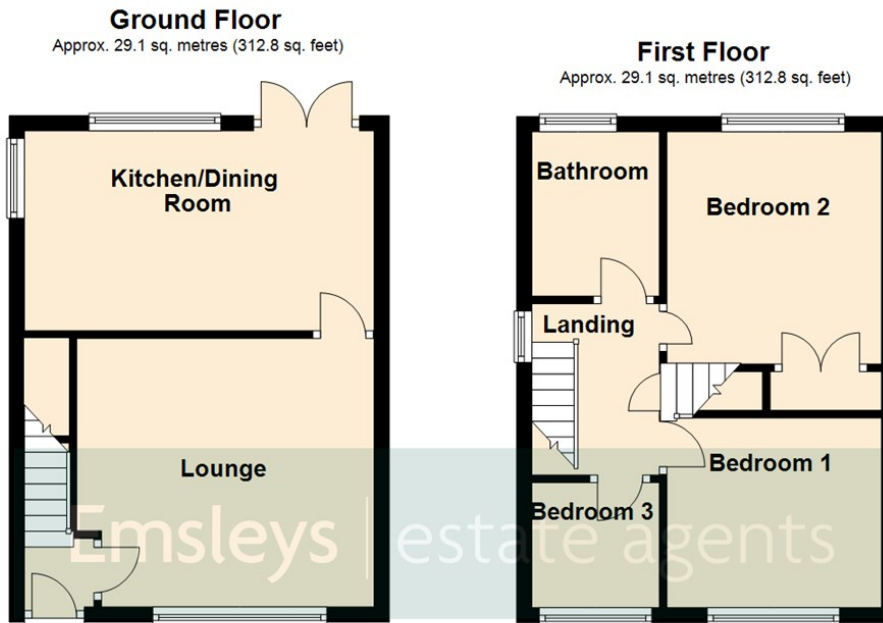 Ground Floor
Approx. 29.1 sq. metres (312.8 sq. feet)
Kitchen/Dining
Room
Lounge
First Floor
Approx. 29.1 sq. metres (312.8 sq. feet)
Bathroom
Bedroom 2
Landing
Bedroom 1
Bedroom 3
Emsleys | estate agents